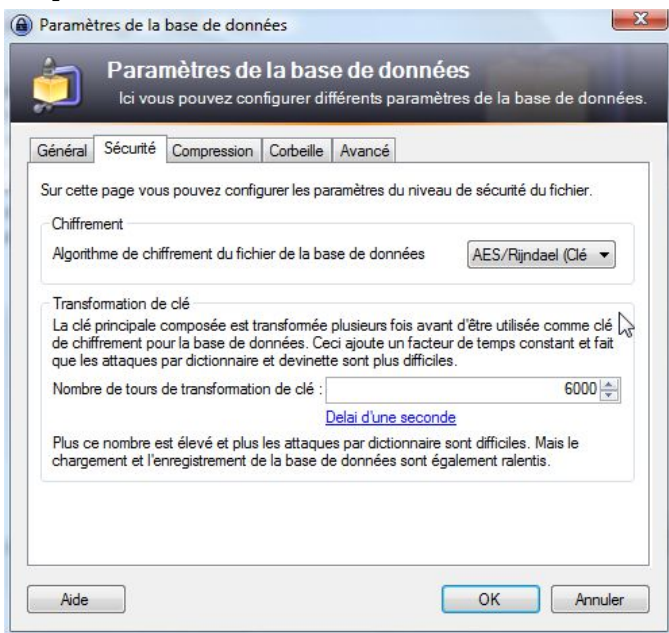 Paramètres de la base de données
Paramètres de la base de données
Ici vous pouvez configurer différents paramètres de la base de données.
Général Sécurité Compression Corbeille Avancé
Sur cette page vous pouvez configurer les paramètres du niveau de sécurité du fichier.
Chiffrement
Algorithme de chiffrement du fichier de la base de données AES/Rijndael (Clé
Transformation de clé
La clé principale composée est transformée plusieurs fois avant d'être utilisée comme clé
de chiffrement pour la base de données. Ceci ajoute un facteur de temps constant et fait
que les attaques par dictionnaire et devinette sont plus difficiles.
Nombre de tours de transformation de clé : 6000
Delai d'une seconde
Plus ce nombre est élevé et plus les attaques par dictionnaire sont difficiles. Mais le
chargement et l'enregistrement de la base de données sont également ralentis.
Aide OK Annuler